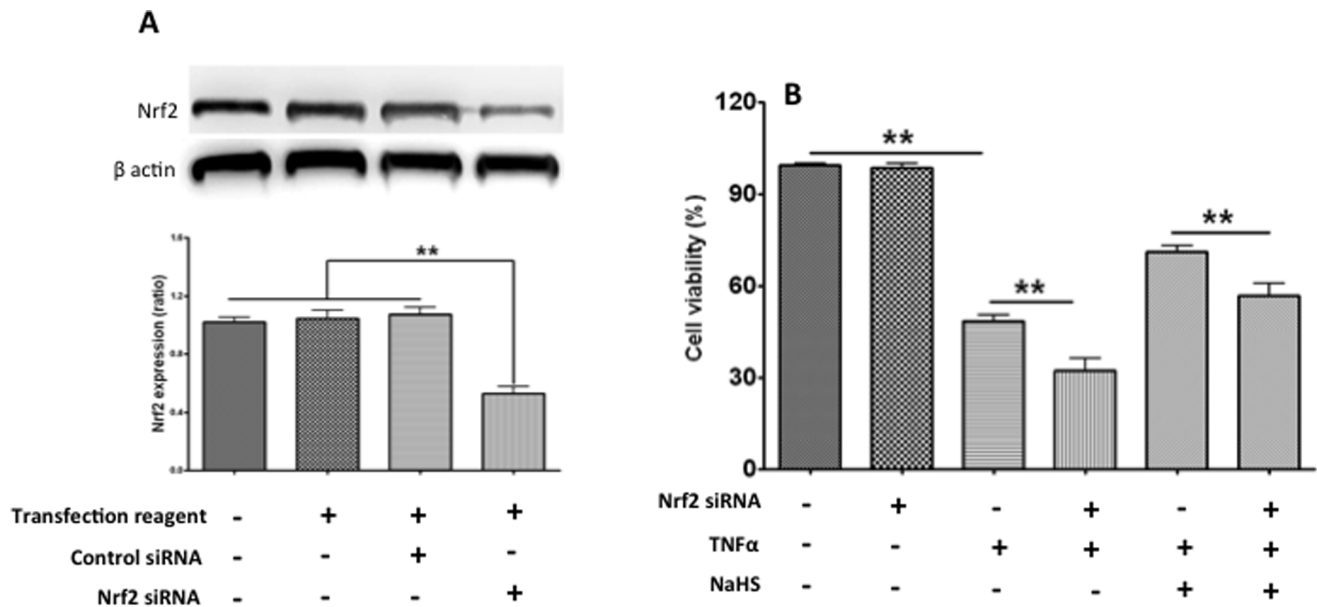 A
Nrf2
β actin
**
1.6
1.2
0.8
0.4
0.0
Nrf2 expression (ratio)
Transfection reagent - + + +
Control siRNA - - + -
Nrf2 siRNA - - - +
B
120
90
60
30
0
Cell viability (%)
**
**
**
Nrf2 siRNA - + - + - +
TNFα - - + + + +
NaHS - - - - + +